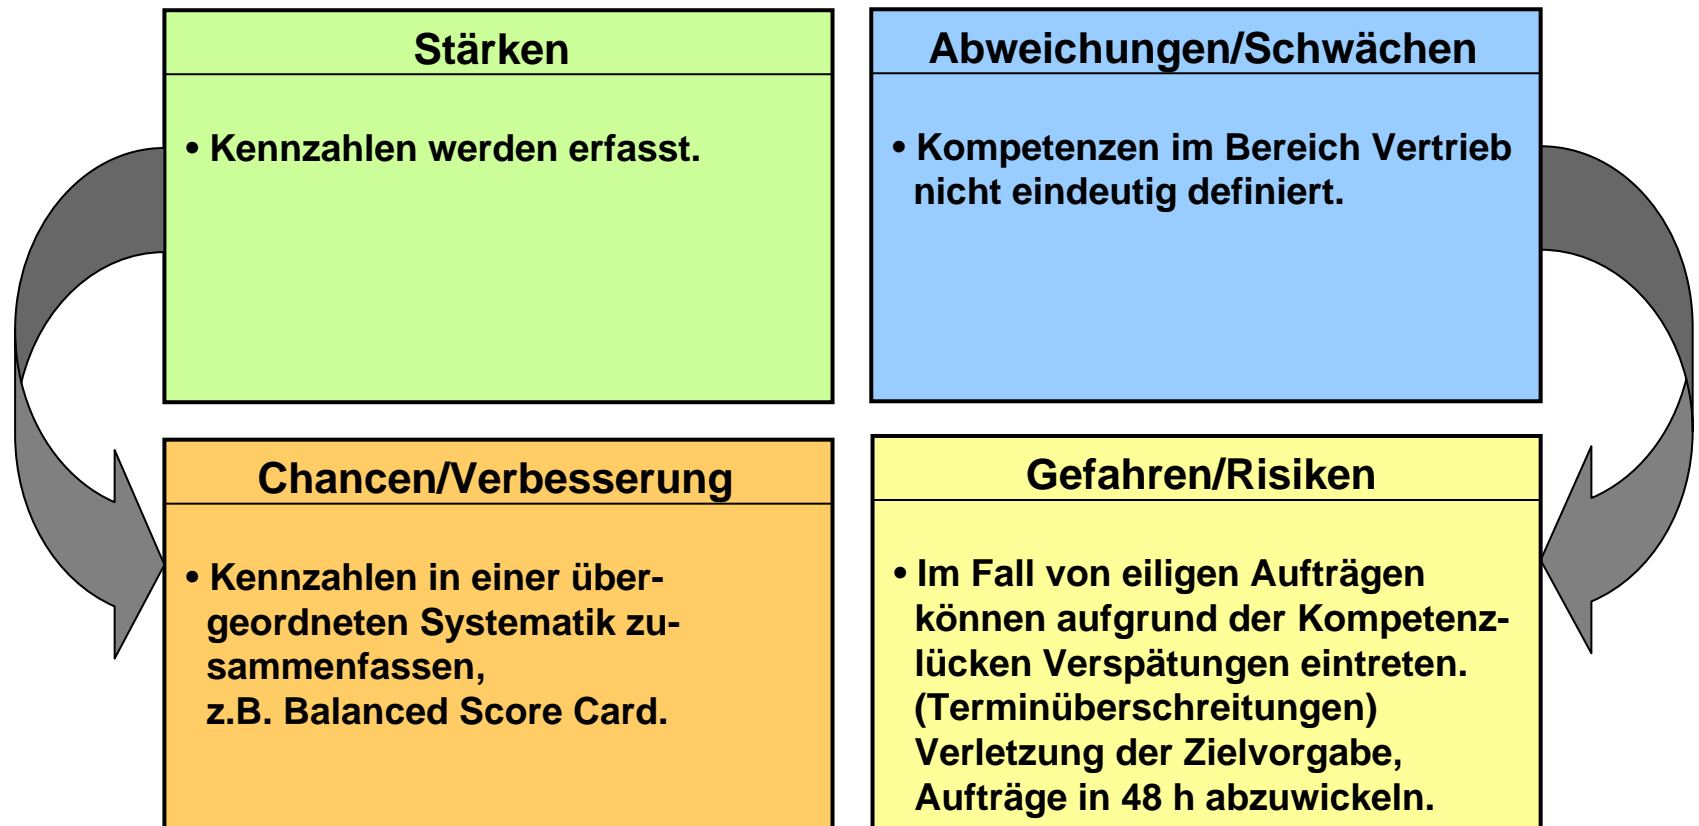 Stärken
• Kennzahlen werden erfasst.
Abweichungen/Schwächen
• Kompetenzen im Bereich Vertrieb
nicht eindeutig definiert.
Chancen/Verbesserung
• Kennzahlen in einer über-
geordneten Systematik zu-
sammenfassen,
z.B. Balanced Score Card.
Gefahren/Risiken
• Im Fall von eiligen Aufträgen
können aufgrund der Kompetenz-
lücken Verspätungen eintreten.
(Terminüberschreitungen)
Verletzung der Zielvorgabe,
Aufträge in 48 h abzuwickeln.